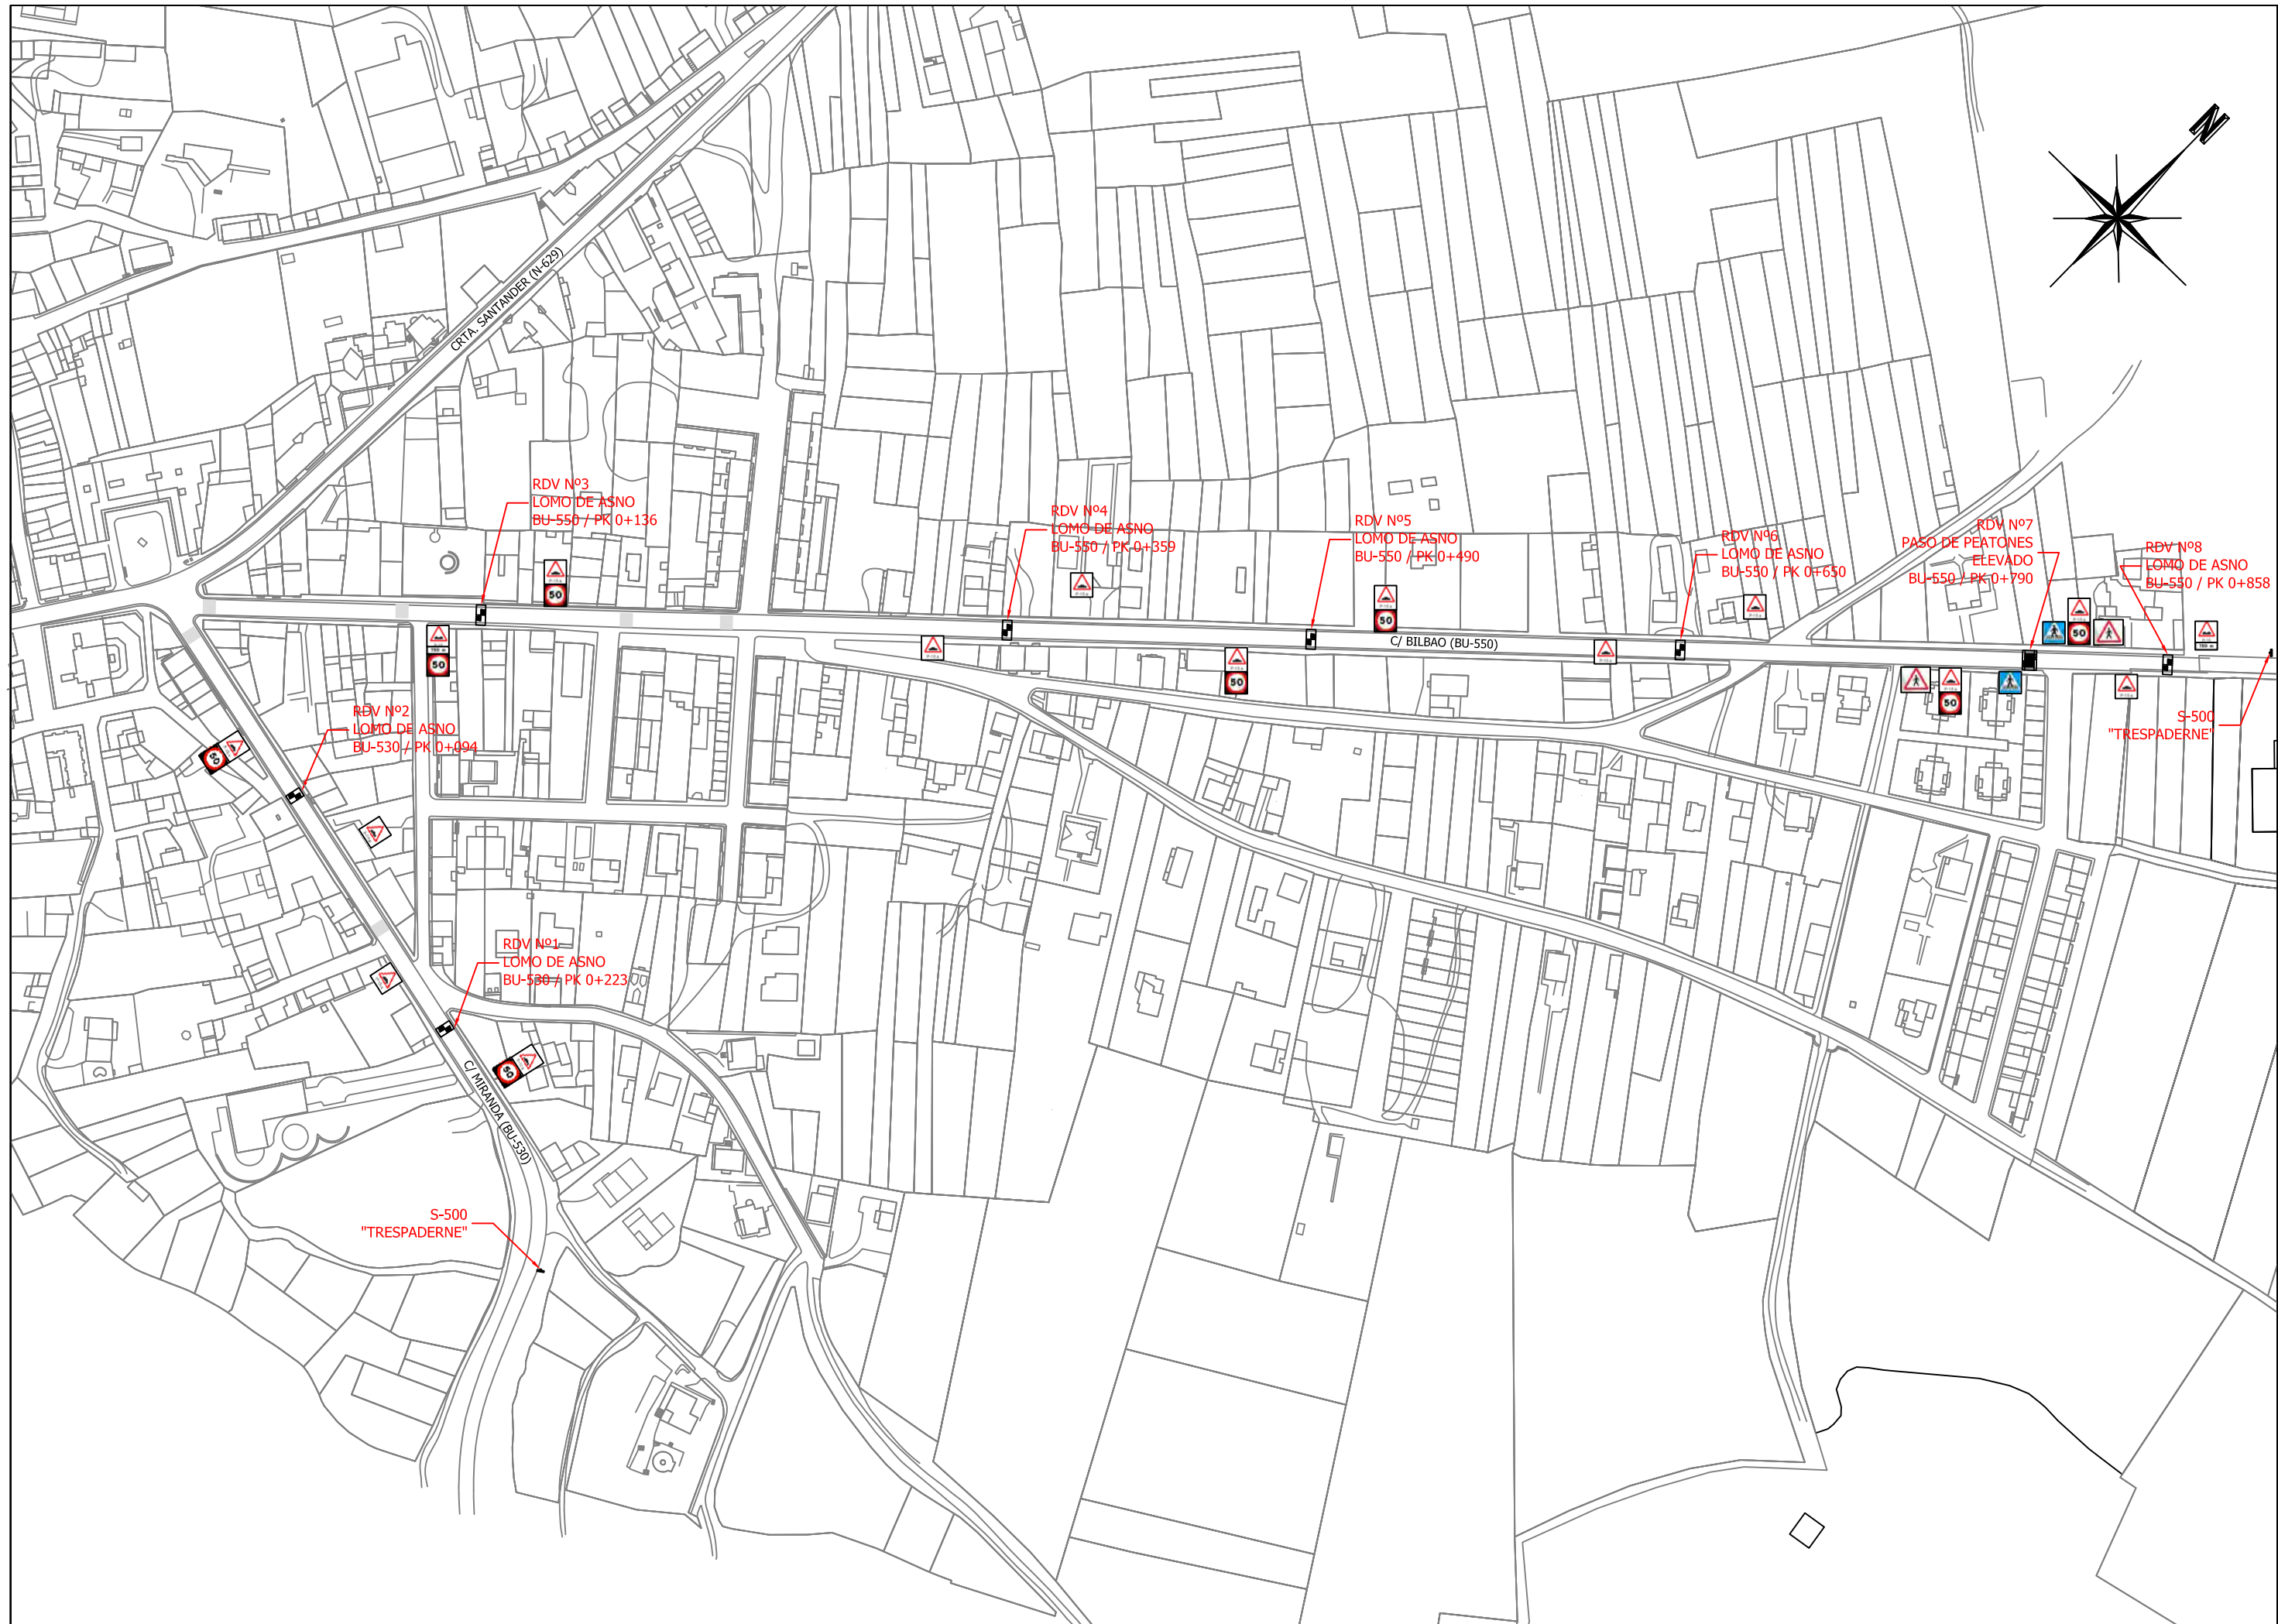 N
CRTA. SANTANDER (N-629)
RDV Nº3
LOMO DE ASNO
BU-550 / PK 0+136
RDV Nº4
LOMO DE ASNO
BU-550 / PK 0+359
RDV Nº5
LOMO DE ASNO
BU-550 / PK 0+490
RDV Nº6
LOMO DE ASNO
BU-550 / PK 0+650
RDV Nº7
PASO DE PEATONES
ELEVADO
BU-550 / PK 0+790
RDV Nº8
LOMO DE ASNO
BU-550 / PK 0+858
50
50
50
C/ BILBAO (BU-550)
150 m
50
150 m
50
50
S-500
"TRESPADERNE"
RDV Nº2
LOMO DE ASNO
BU-530 / PK 0+094
50
RDV Nº1
LOMO DE ASNO
BU-530 / PK 0+223
50
C/ MIRANDA (BU-530)
S-500
"TRESPADERNE"